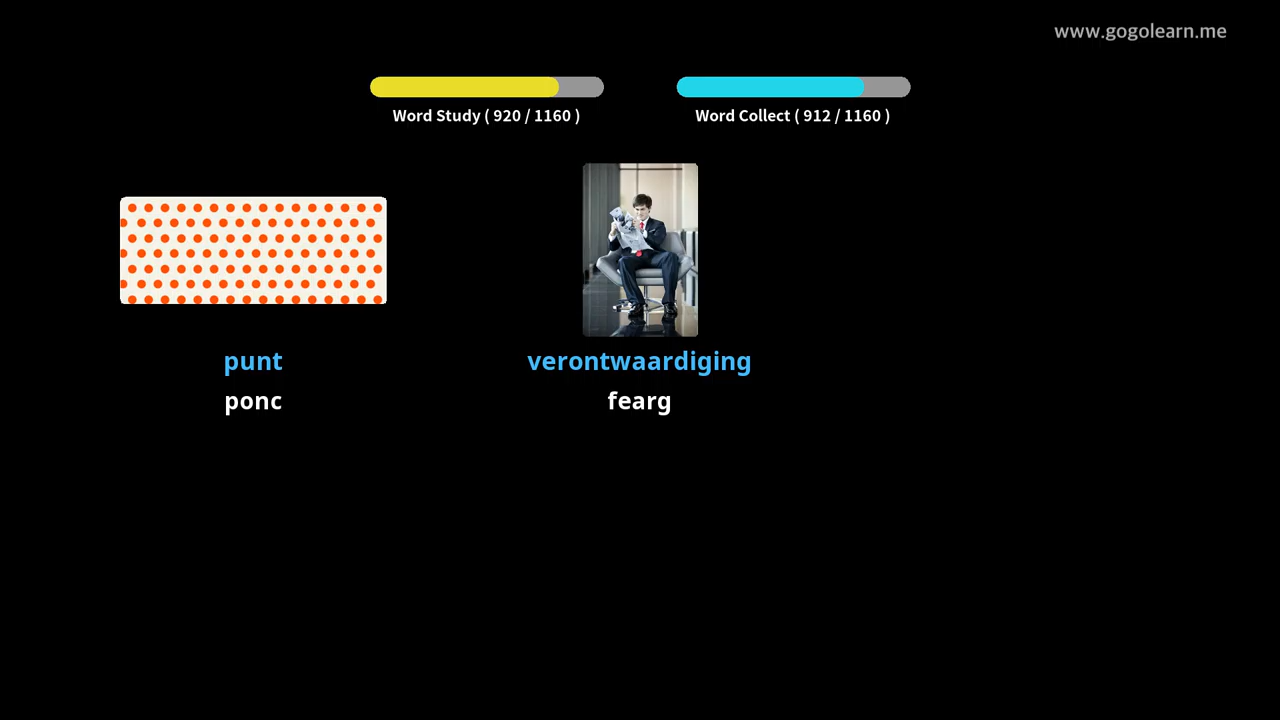 www.gogolearn.me
Word Study ( 920 / 1160 )
Word Collect ( 912 / 1160 )
punt
verontwaardiging
ponc
fearg